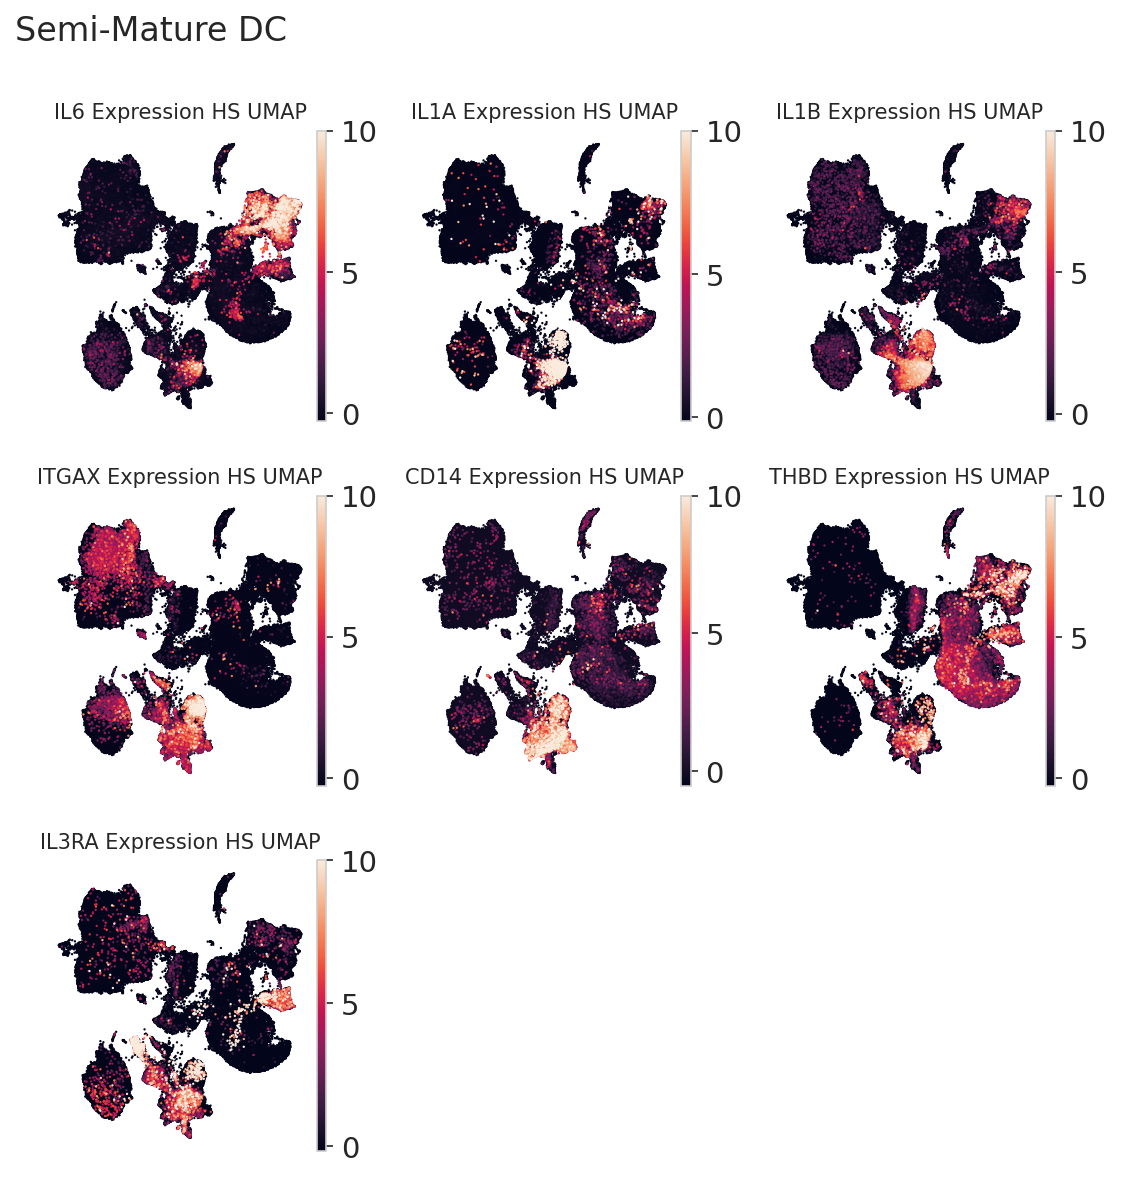 Semi-Mature DC
IL6 Expression HS UMAP
10
5
0
IL1A Expression HS UMAP
10
5
0
IL1B Expression HS UMAP
10
5
0
ITGAX Expression HS UMAP
10
5
0
CD14 Expression HS UMAP
10
5
0
THBD Expression HS UMAP
10
5
0
IL3RA Expression HS UMAP
10
5
0